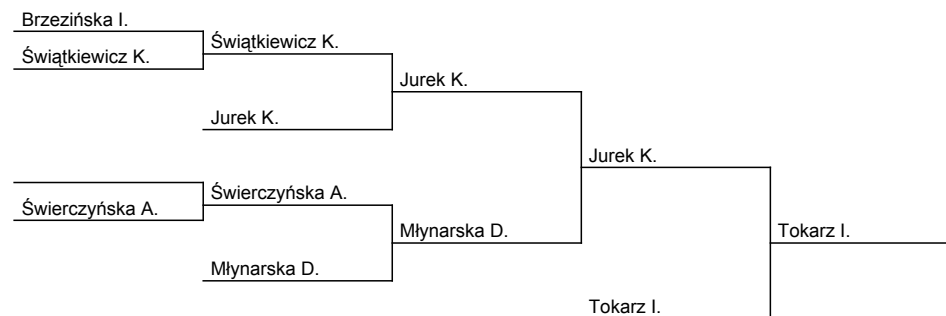 Brzezińska I.
Świątkiewicz K.
Świątkiewicz K.
Jurek K.
Jurek K.
Jurek K.
Świerczyńska A.
Świerczyńska A.
Młynarska D.
Młynarska D.
Tokarz I.
Tokarz I.